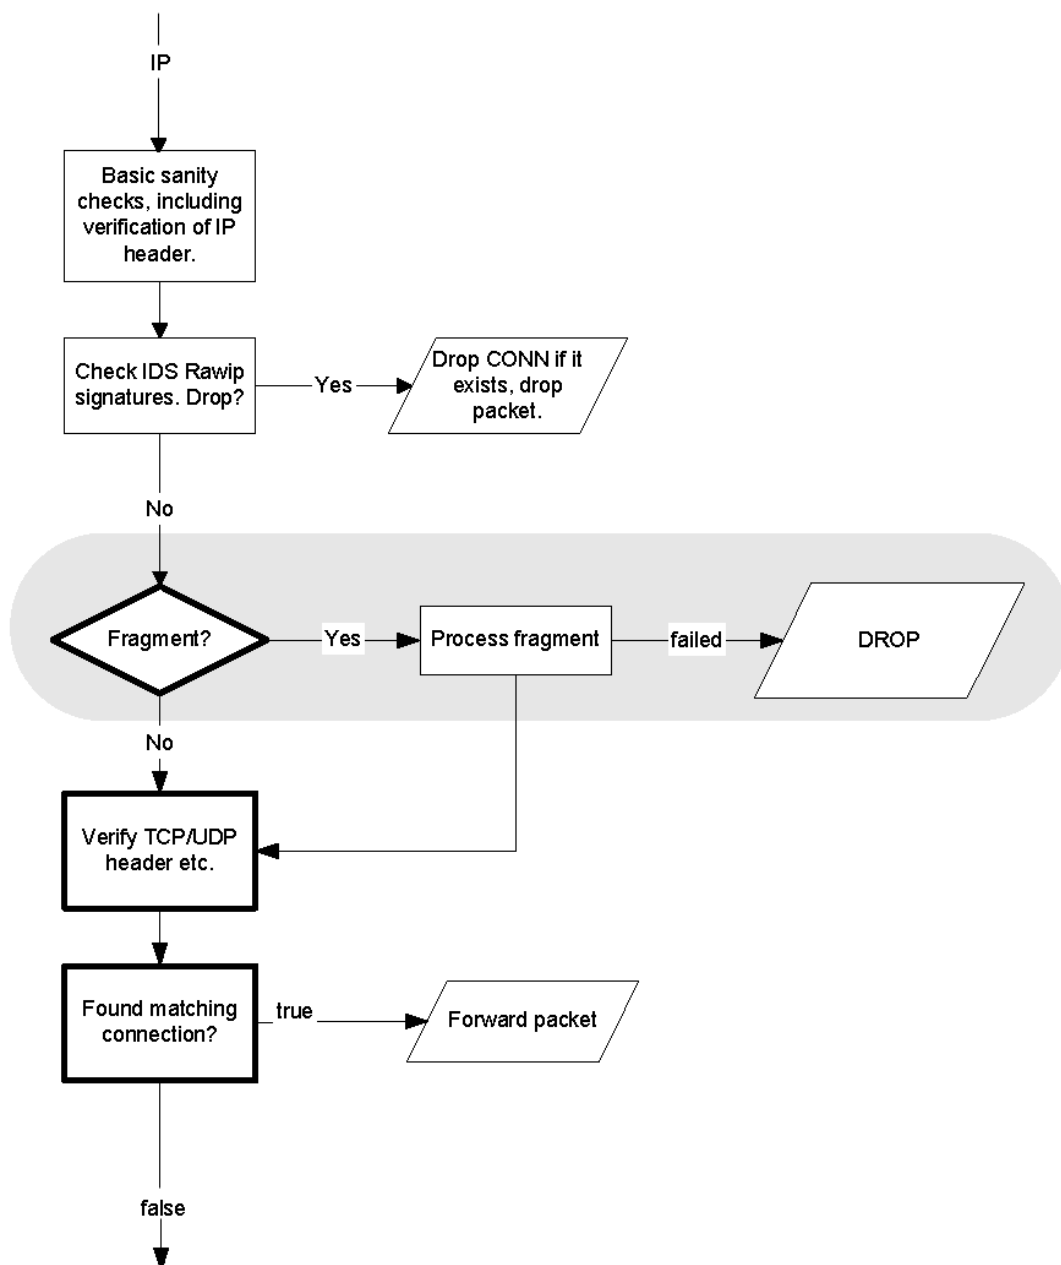 IP
Basic sanity
checks, including
verification of IP
header.
Check IDS Rawip
signatures. Drop?
Yes
Drop CONN if it
exists, drop
packet.
No
Fragment?
Yes
Process fragment
failed
DROP
No
Verify TCP/UDP
header etc.
Found matching
connection?
true
Forward packet
false